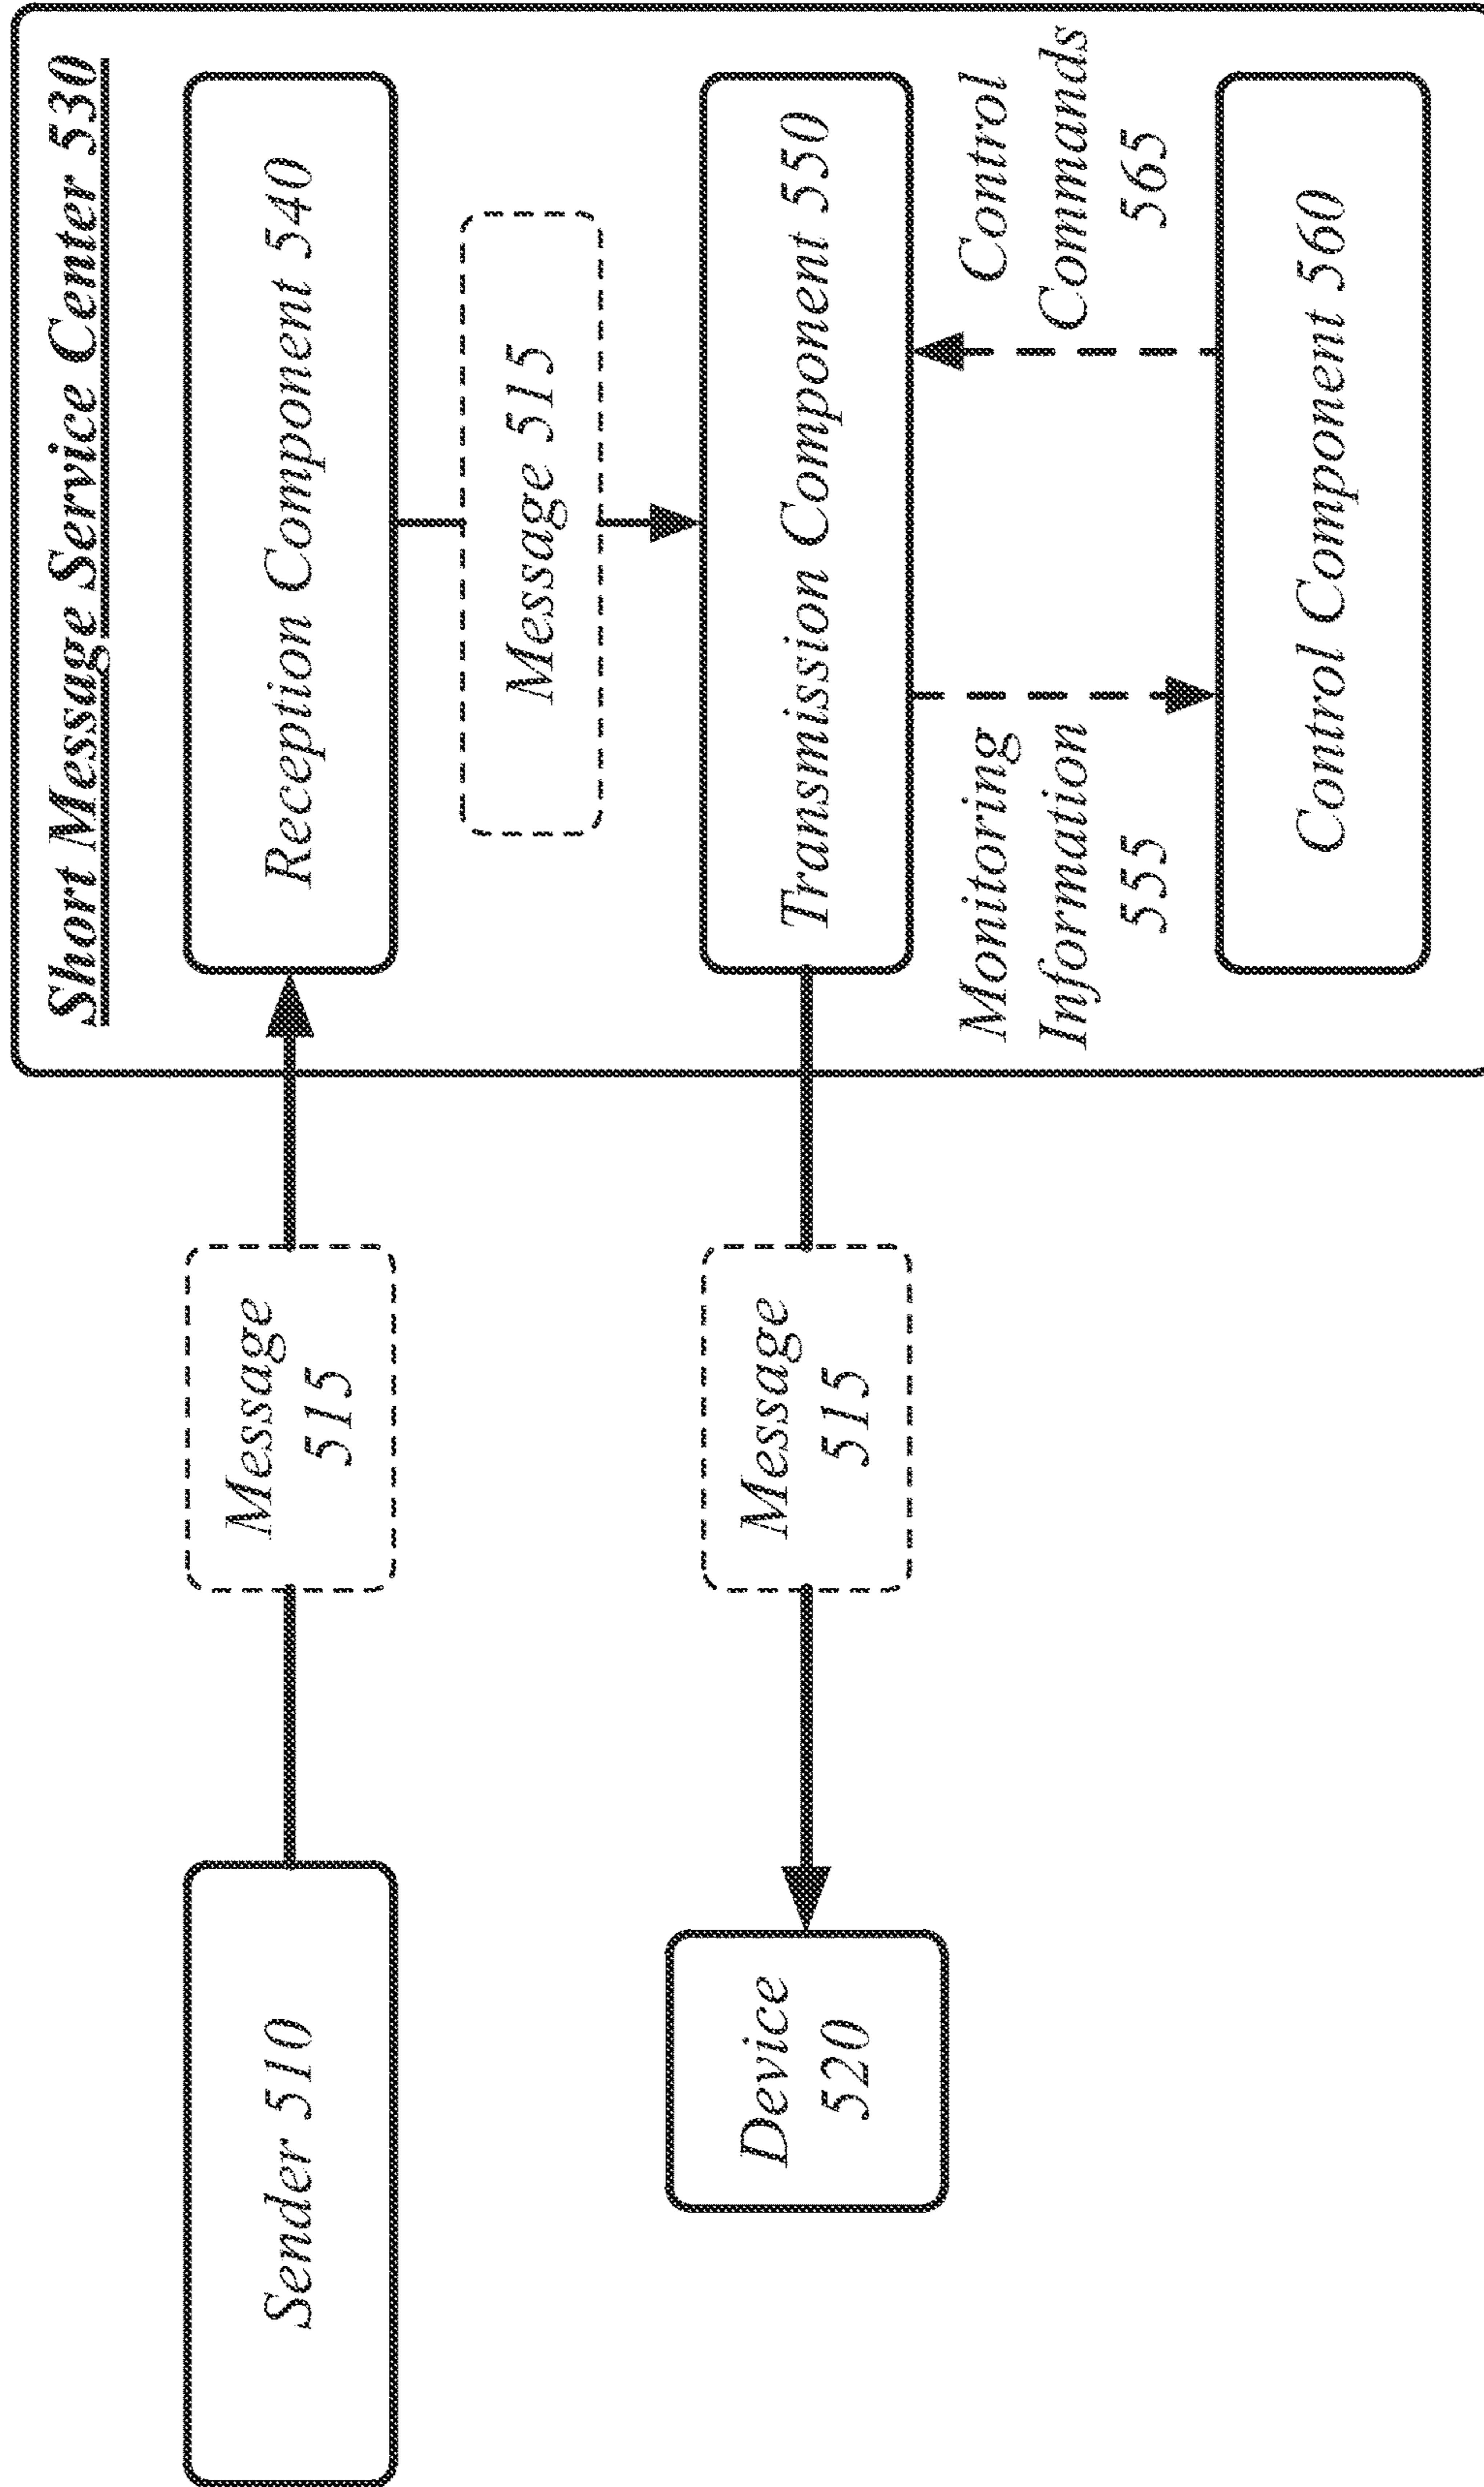 Short Message Service Center 530
Sender 510
Message
515
Reception Component 540
Message 515
Device
520
Message
515
Transmission Component 550
Monitoring
Information
555
Control
Commands
565
Control Component 560